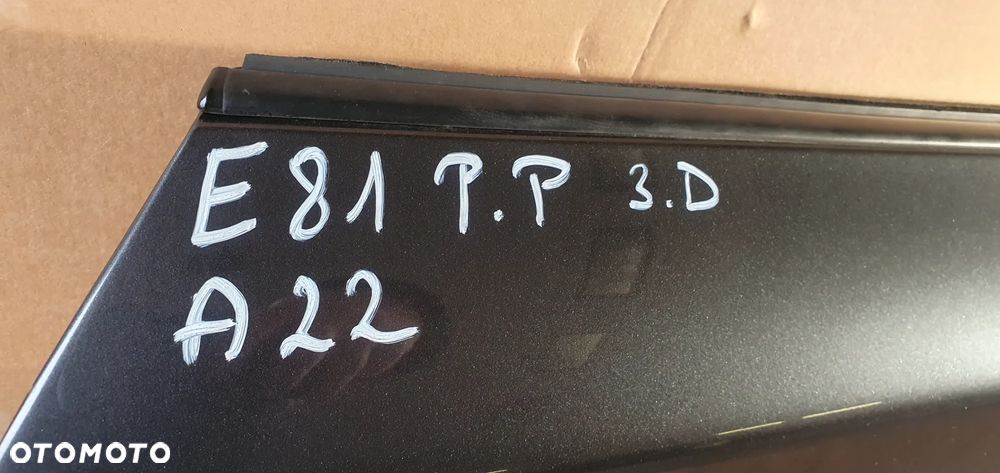 E81 P.P 3.D
A22
OTOMOTO